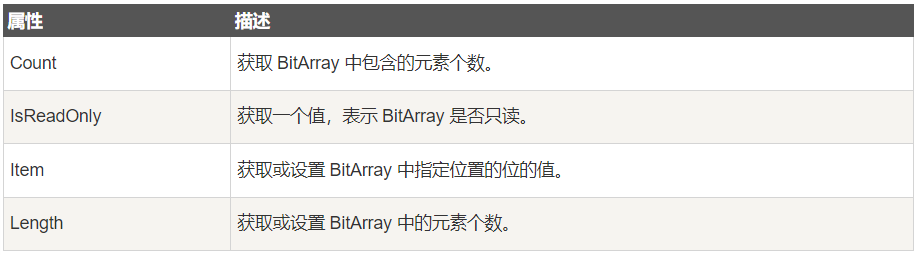 属性 描述
Count 获取 BitArray 中包含的元素个数。
IsReadOnly 获取一个值，表示 BitArray 是否只读。
Item 获取或设置 BitArray 中指定位置的位的值。
Length 获取或设置 BitArray 中的元素个数。